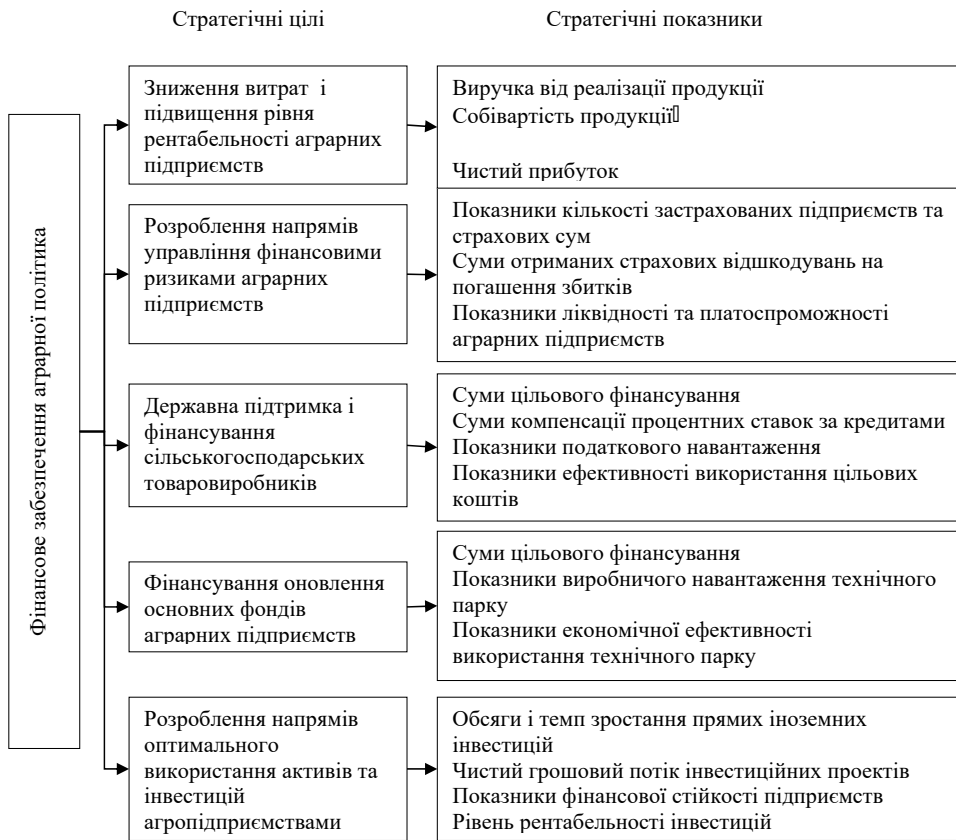 Стратегічні цілі
Стратегічні показники
Фінансове забезпечення аграрної політика
Зниження витрат і
підвищення рівня
рентабельності аграрних
підприємств
Виручка від реалізації продукції
Собівартість продукції
Чистий прибуток
Розроблення напрямів
управління фінансовими
ризиками аграрних
підприємств
Показники кількості застрахованих підприємств та
страхових сум
Суми отриманих страхових відшкодувань на
погашення збитків
Показники ліквідності та платоспроможності
аграрних підприємств
Державна підтримка і
фінансування
сільськогосподарських
товаровиробників
Суми цільового фінансування
Суми компенсації процентних ставок за кредитами
Показники податкового навантаження
Показники ефективності використання цільових
коштів
Фінансування оновлення
основних фондів
аграрних підприємств
Суми цільового фінансування
Показники виробничого навантаження технічного
парку
Показники економічної ефективності
використання технічного парку
Розроблення напрямів
оптимального
використання активів та
інвестицій
агропідприємствами
Обсяги і темп зростання прямих іноземних
інвестицій
Чистий грошовий потік інвестиційних проектів
Показники фінансової стійкості підприємств
Рівень рентабельності інвестицій